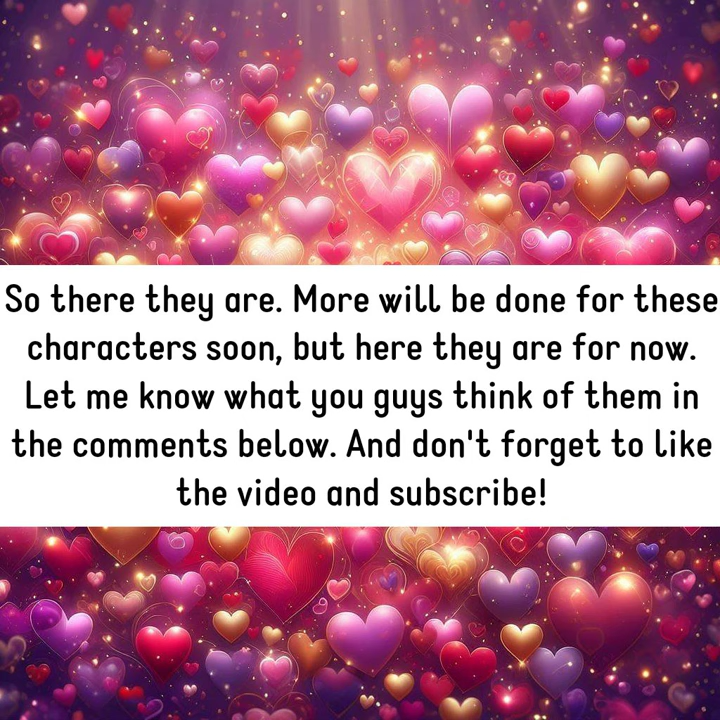 So there they are. More will be done for these
characters soon, but here they are for now.
Let me know what you guys think of them in
the comments below. And don't forget to like
the video and subscribe!